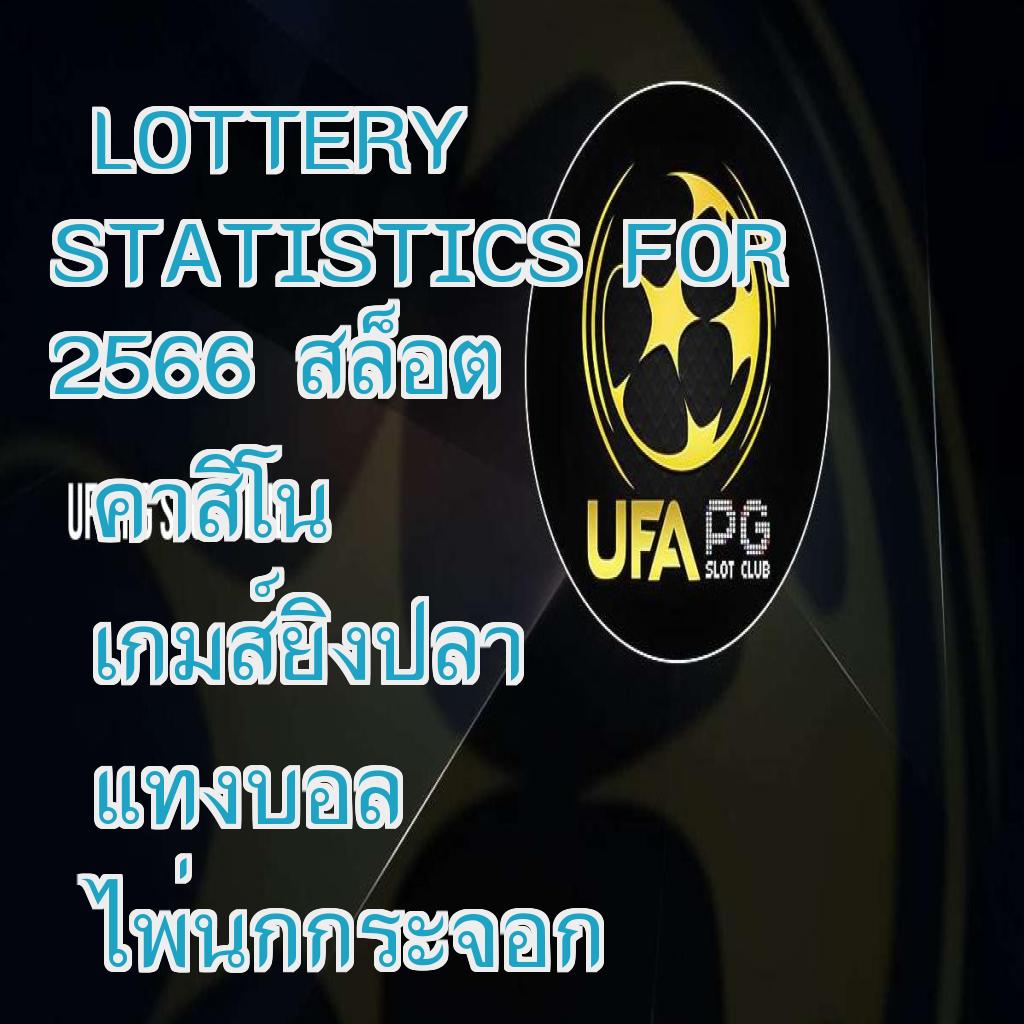 LOTTERY
STATISTICS FOR
2566 สล็อต
คาสิโน
เกมส์ยิงปลา
แทงบอล
ไพ่นกกระจอก
UFA PG
SLOT CLUB